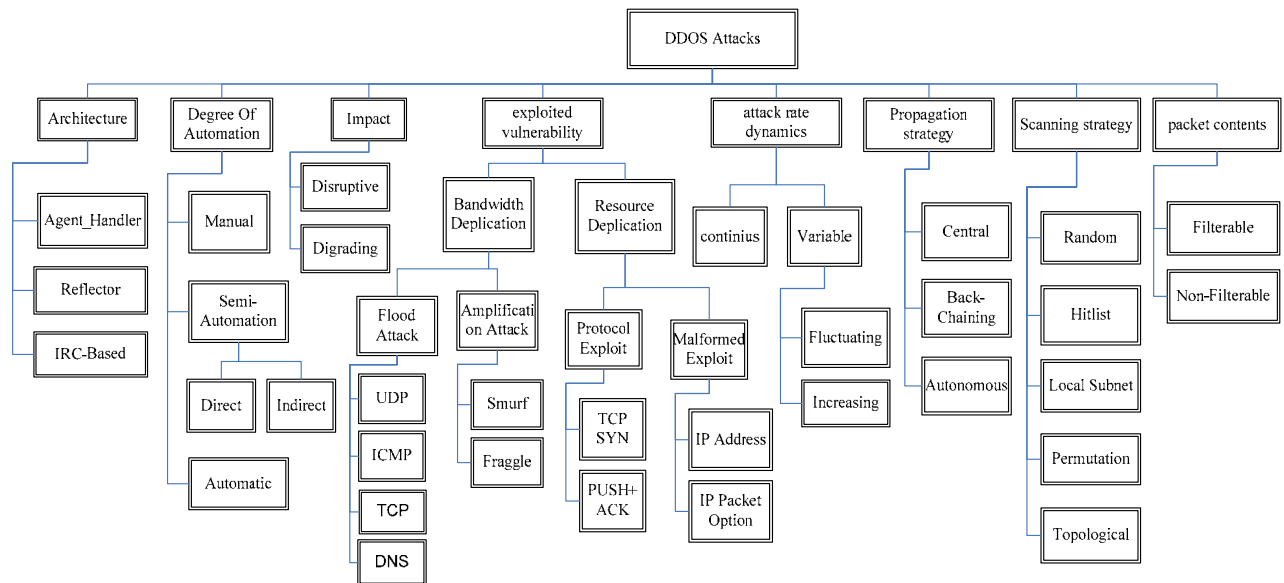 DDOS Attacks
Architecture
Degree Of
Automation
Impact
exploited
vulnerability
attack rate
dynamics
Propagation
strategy
Scanning strategy
packet contents
Agent_Handler
Reflector
IRC-Based
Manual
Semi-
Automation
Direct
Indirect
Automatic
Disruptive
Digrading
Bandwidth
Deplication
Flood
Attack
UDP
ICMP
TCP
DNS
Amplificati
on Attack
Smurf
Fraggle
Resource
Deplication
Protocol
Exploit
TCP
SYN
PUSH+
ACK
Malformed
Exploit
IP Address
IP Packet
Option
continius
Variable
Fluctuating
Increasing
Central
Back-
Chaining
Autonomous
Random
Hitlist
Local Subnet
Permutation
Topological
Filterable
Non-Filterable